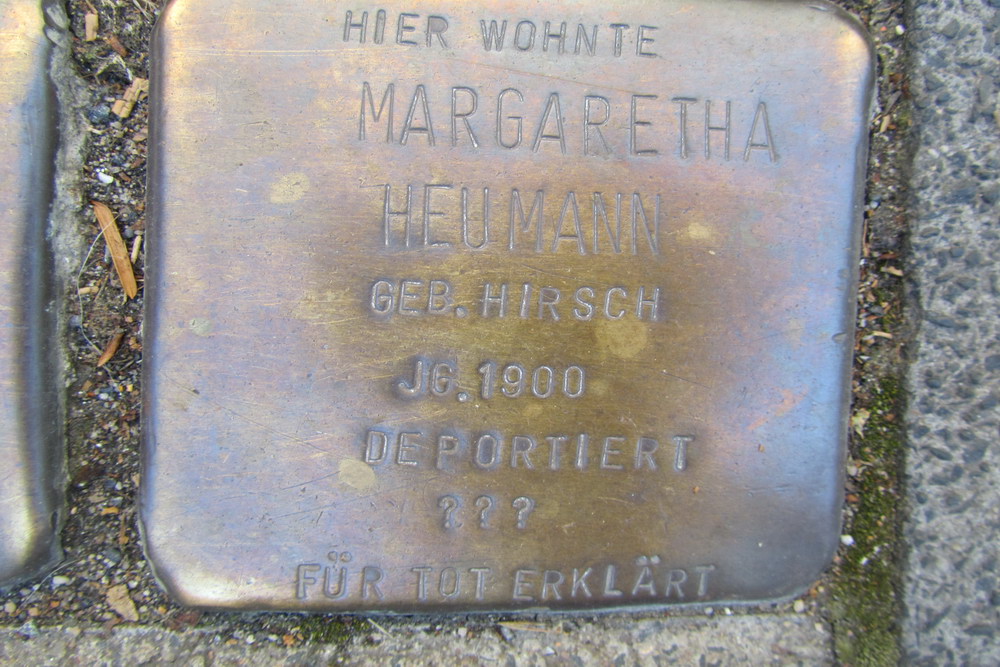 HIER WOHNTE
MARGARETHA
HEUMANN
GEB. HIRSCH
JG. 1900
DEPORTIERT
???
FÜR TOT ERKLÄRT